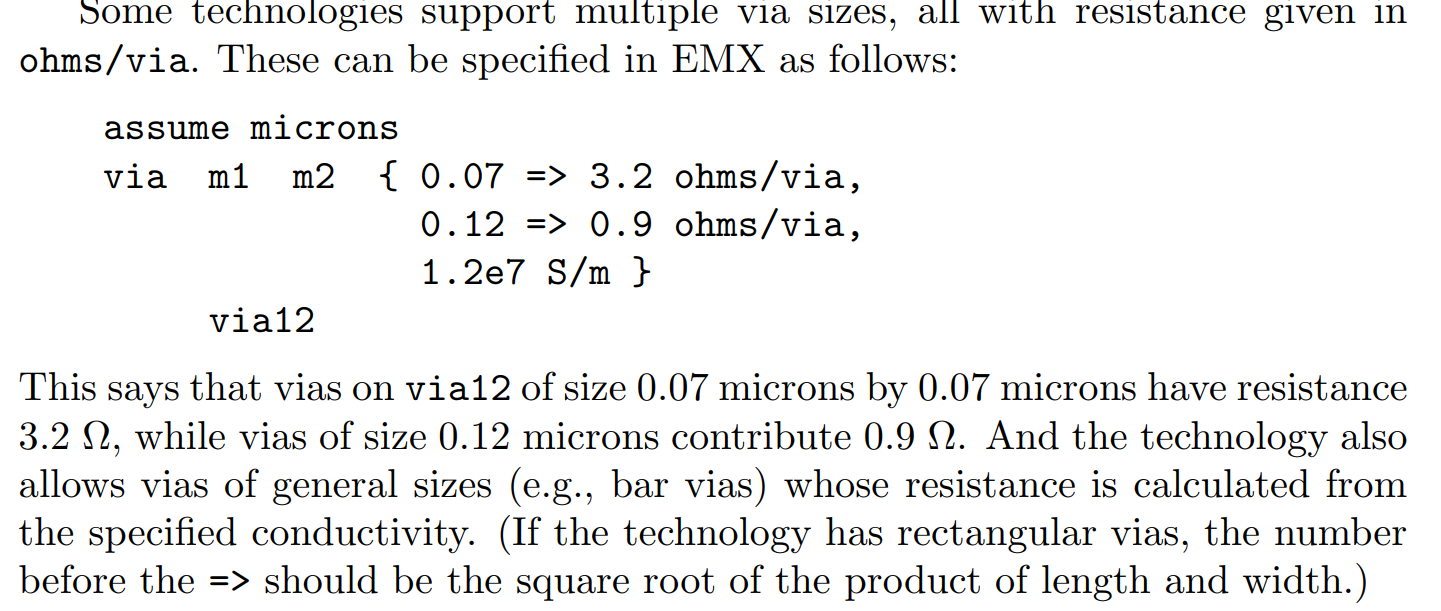 Some technologies support multiple via sizes, all with resistance given in
ohms/via. These can be specified in EMX as follows:
assume microns
via m1 m2 { 0.07 => 3.2 ohms/via,
0.12 => 0.9 ohms/via,
1.2e7 S/m }
via12
This says that vias on via12 of size 0.07 microns by 0.07 microns have resistance
3.2 Ω, while vias of size 0.12 microns contribute 0.9 Ω. And the technology also
allows vias of general sizes (e.g., bar vias) whose resistance is calculated from
the specified conductivity. (If the technology has rectangular vias, the number
before the => should be the square root of the product of length and width.)